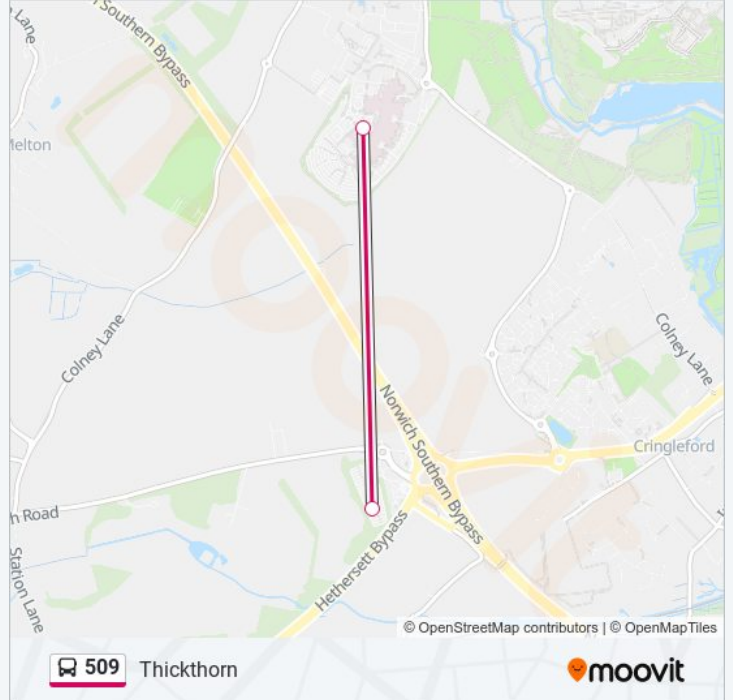 Lane
Southern Bypass
Melton
Colney Lane
Colney Lane
Norwich Southern Bypass
Cringleford
h Road
Hethersett Bypass
Station Lane
© OpenStreetMap contributors | © OpenMapTiles
509 Thickthorn
moovit